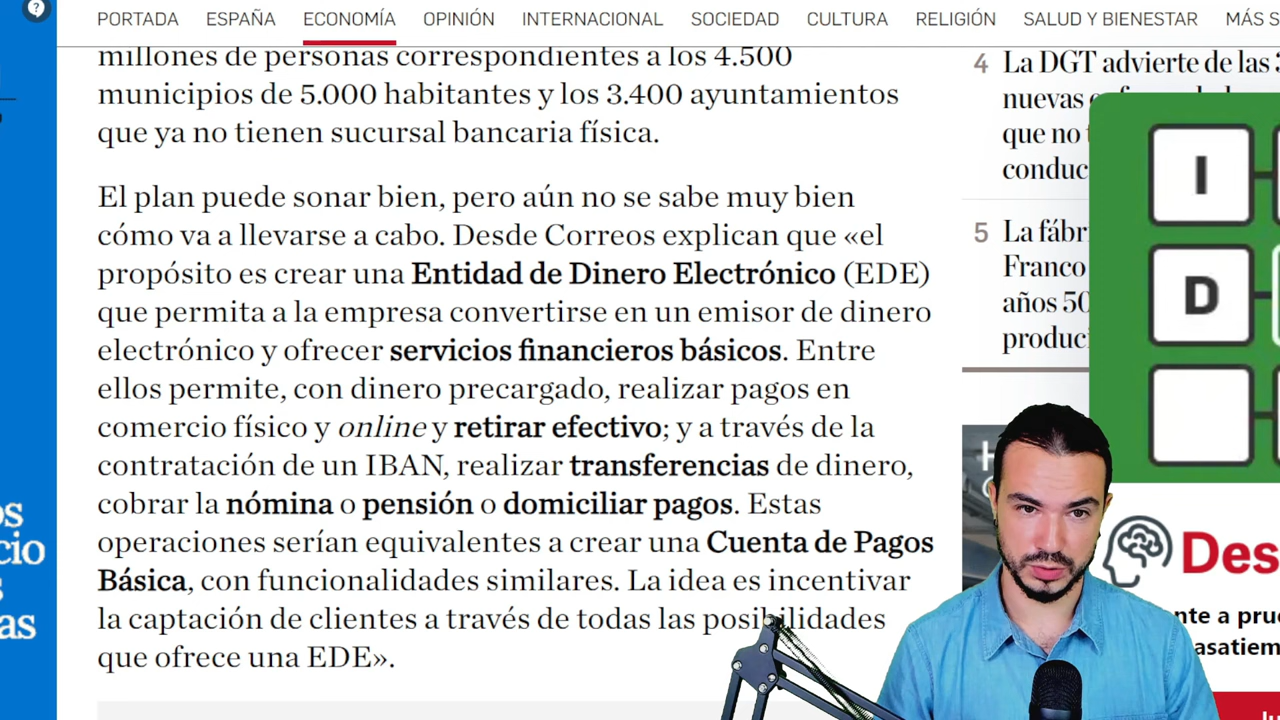 PORTADA ESPAÑA ECONOMÍA OPINIÓN INTERNACIONAL SOCIEDAD CULTURA RELIGIÓN SALUD Y BIENESTAR MÁS S
millones de personas correspondientes a los 4.500
municipios de 5.000 habitantes y los 3.400 ayuntamientos
que ya no tienen sucursal bancaria física.
El plan puede sonar bien, pero aún no se sabe muy bien
cómo va a llevarse a cabo. Desde Correos explican que «el
propósito es crear una Entidad de Dinero Electrónico (EDE)
que permita a la empresa convertirse en un emisor de dinero
electrónico y ofrecer servicios financieros básicos. Entre
ellos permite, con dinero precargado, realizar pagos en
comercio físico y online y retirar efectivo; y a través de la
contratación de un IBAN, realizar transferencias de dinero,
cobrar la nómina o pensión o domiciliar pagos. Estas
operaciones serían equivalentes a crear una Cuenta de Pagos
Básica, con funcionalidades similares. La idea es incentivar
la captación de clientes a través de todas las posibilidades
que ofrece una EDE».
4 La DGT advierte de las
nuevas
que no
conduc
5 La fábr
Franco
años 50
produc
I
D
Des
nte a pru
asatiem
os
cio
s
as